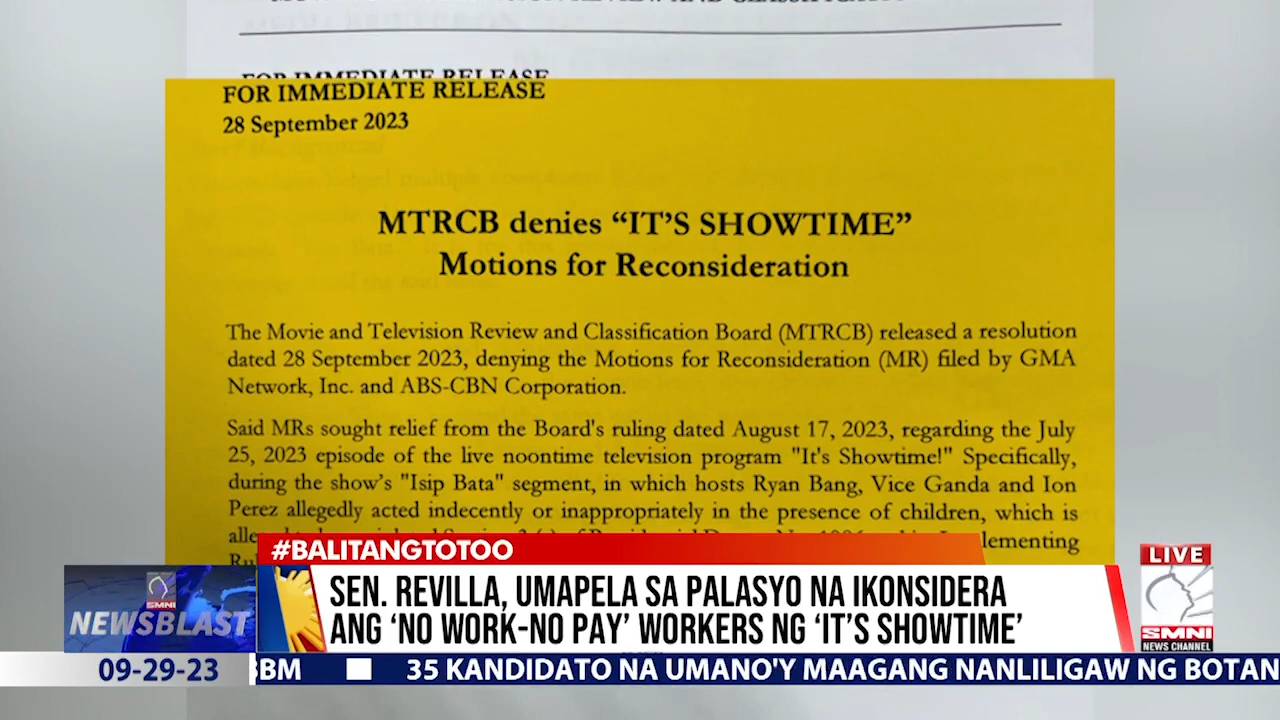 FOR IMMEDIATE RELEASE
FOR IMMEDIATE RELEASE
28 September 2023
MTRCB denies “IT’S SHOWTIME”
Motions for Reconsideration
The Movie and Television Review and Classification Board (MTRCB) released a resolution
dated 28 September 2023, denying the Motions for Reconsideration (MR) filed by GMA
Network, Inc. and ABS-CBN Corporation.
Said MRs sought relief from the Board's ruling dated August 17, 2023, regarding the July
25, 2023 episode of the live noontime television program "It's Showtime!" Specifically,
during the show's "Isip Bata" segment, in which hosts Ryan Bang, Vice Ganda and Ion
Perez allegedly acted indecently or inappropriately in the presence of children, which is
#BALITANGTOTOO
SEN. REVILLA, UMAPELA SA PALASYO NA IKONSIDERA
ANG ‘NO WORK-NO PAY’ WORKERS NG ‘IT’S SHOWTIME’
LIVE
SMNI
NEWS CHANNEL
SMNI
NEWSBLAST
09-29-23
BBM ■ 35 KANDIDATO NA UMANO'Y MAAGANG NANLILIGAW NG BOTAN